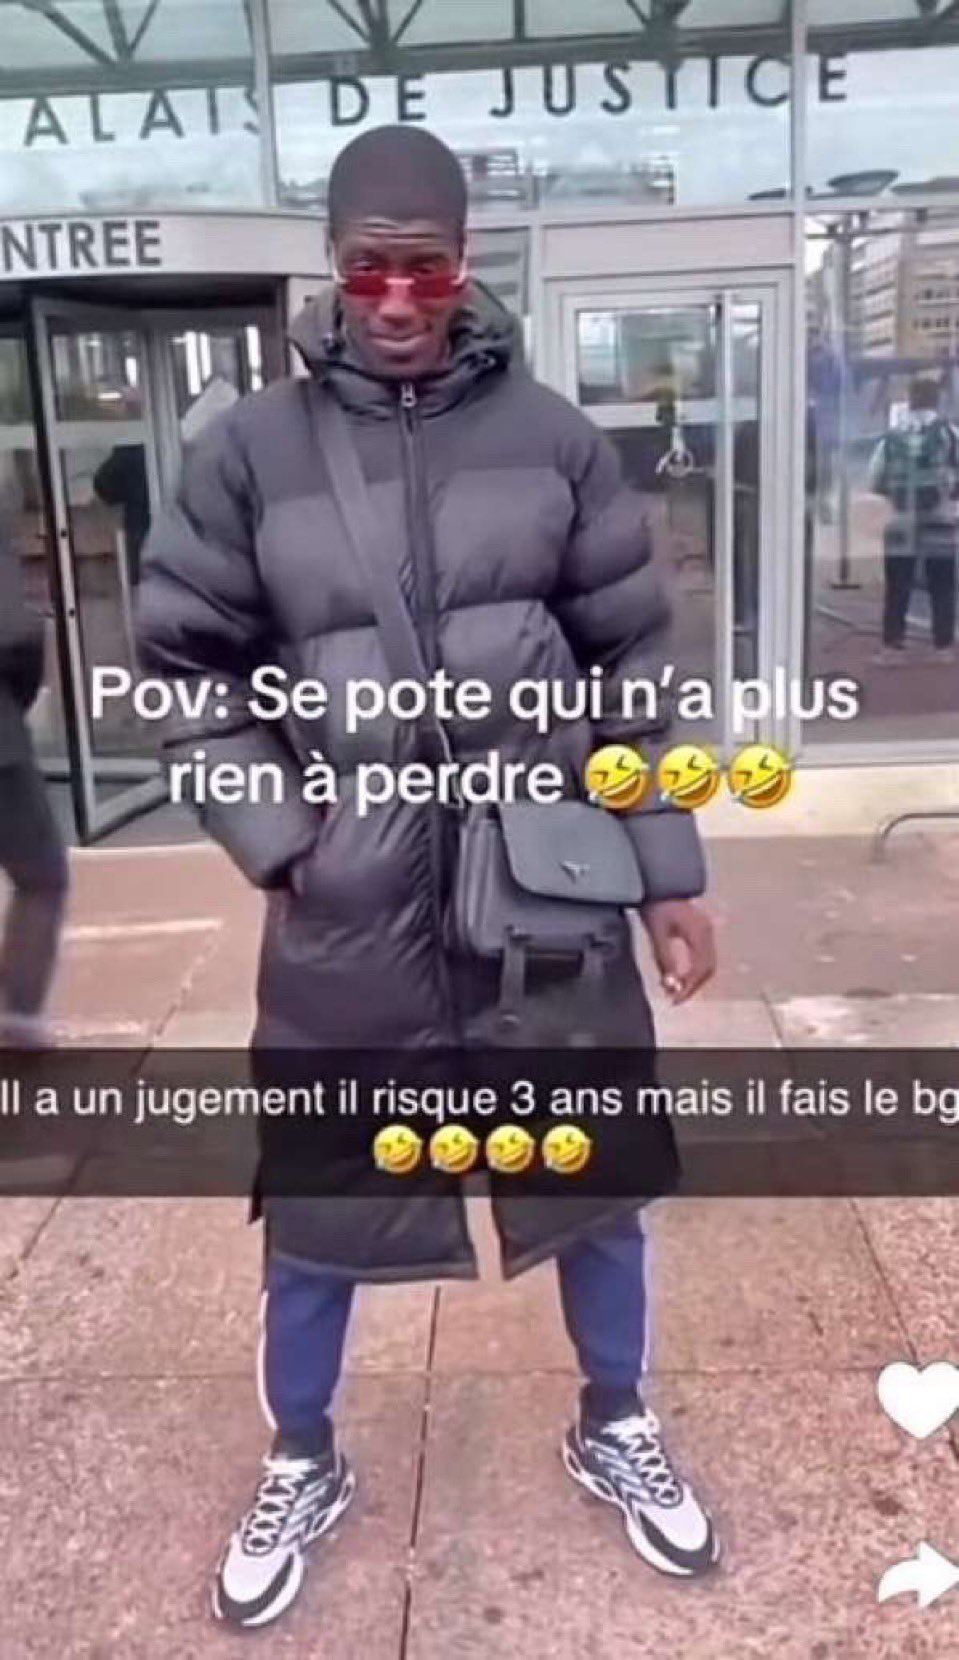 ALAIS DE JUSTICE
NTREE
Pov: Se pote qui n'a plus
rien à perdre 🤣🤣🤣
Il a un jugement il risque 3 ans mais il fais le bg
🤣🤣🤣🤣